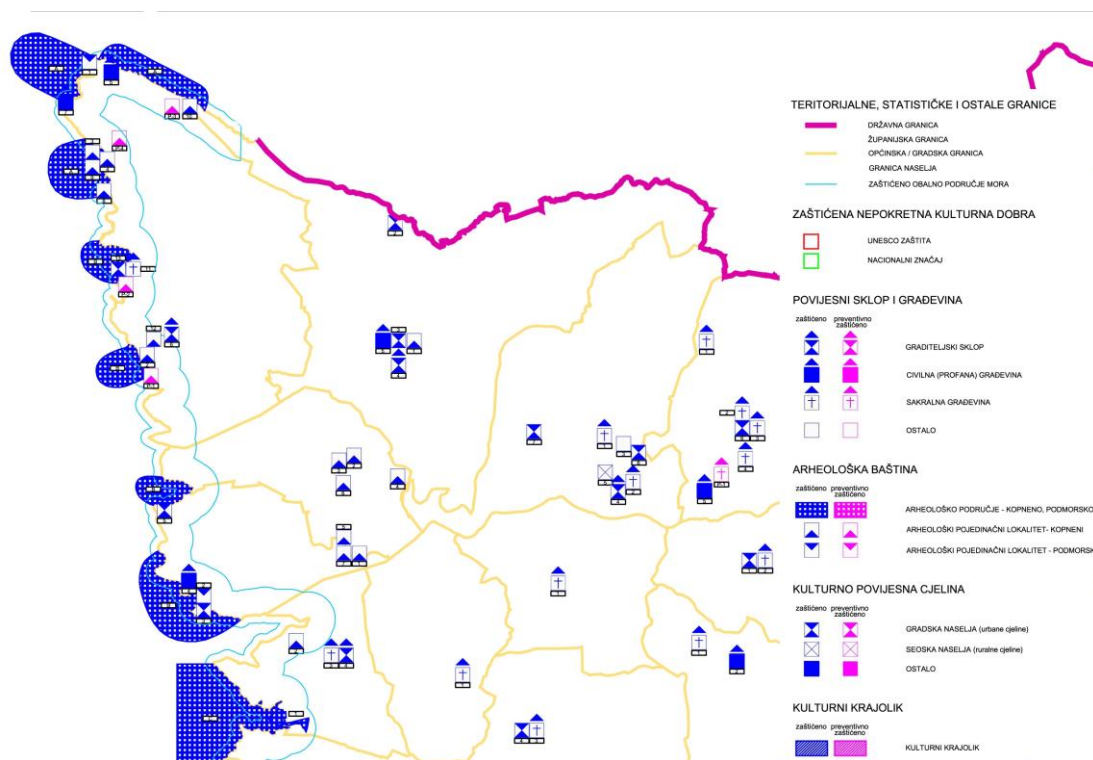 TERITORIJALNE, STATISTIČKE I OSTALE GRANICE
DRŽAVNA GRANICA
ŽUPANIJSKA GRANICA
OPĆINSKA / GRADSKA GRANICA
GRANICA NASELJA
ZAŠTIĆENO OBALNO PODRUČJE MORA
ZAŠTIĆENA NEPOKRETNA KULTURNA DOBRA
UNESCO ZAŠTITA
NACIONALNI ZNAČAJ
POVIJESNI SKLOP I GRAĐEVINA
zaštićeno preventivno zaštićeno
GRADITELJSKI SKLOP
CIVILNA (PROFANA) GRAĐEVINA
SAKRALNA GRAĐEVINA
OSTALO
ARHEOLOŠKA BAŠTINA
zaštićeno preventivno zaštićeno
ARHEOLOŠKO PODRUČJE - KOPNENO, PODMORSKO
ARHEOLOŠKI POJEDINAČNI LOKALITET- KOPNENI
ARHEOLOŠKI POJEDINAČNI LOKALITET - PODMORSK
KULTURNO POVIJESNA CJELINA
zaštićeno preventivno zaštićeno
GRADSKA NASELJA (urbane cjeline)
SEOSKA NASELJA (ruralne cjeline)
OSTALO
KULTURNI KRAJOLIK
zaštićeno preventivno zaštićeno
KULTURNI KRAJOLIK